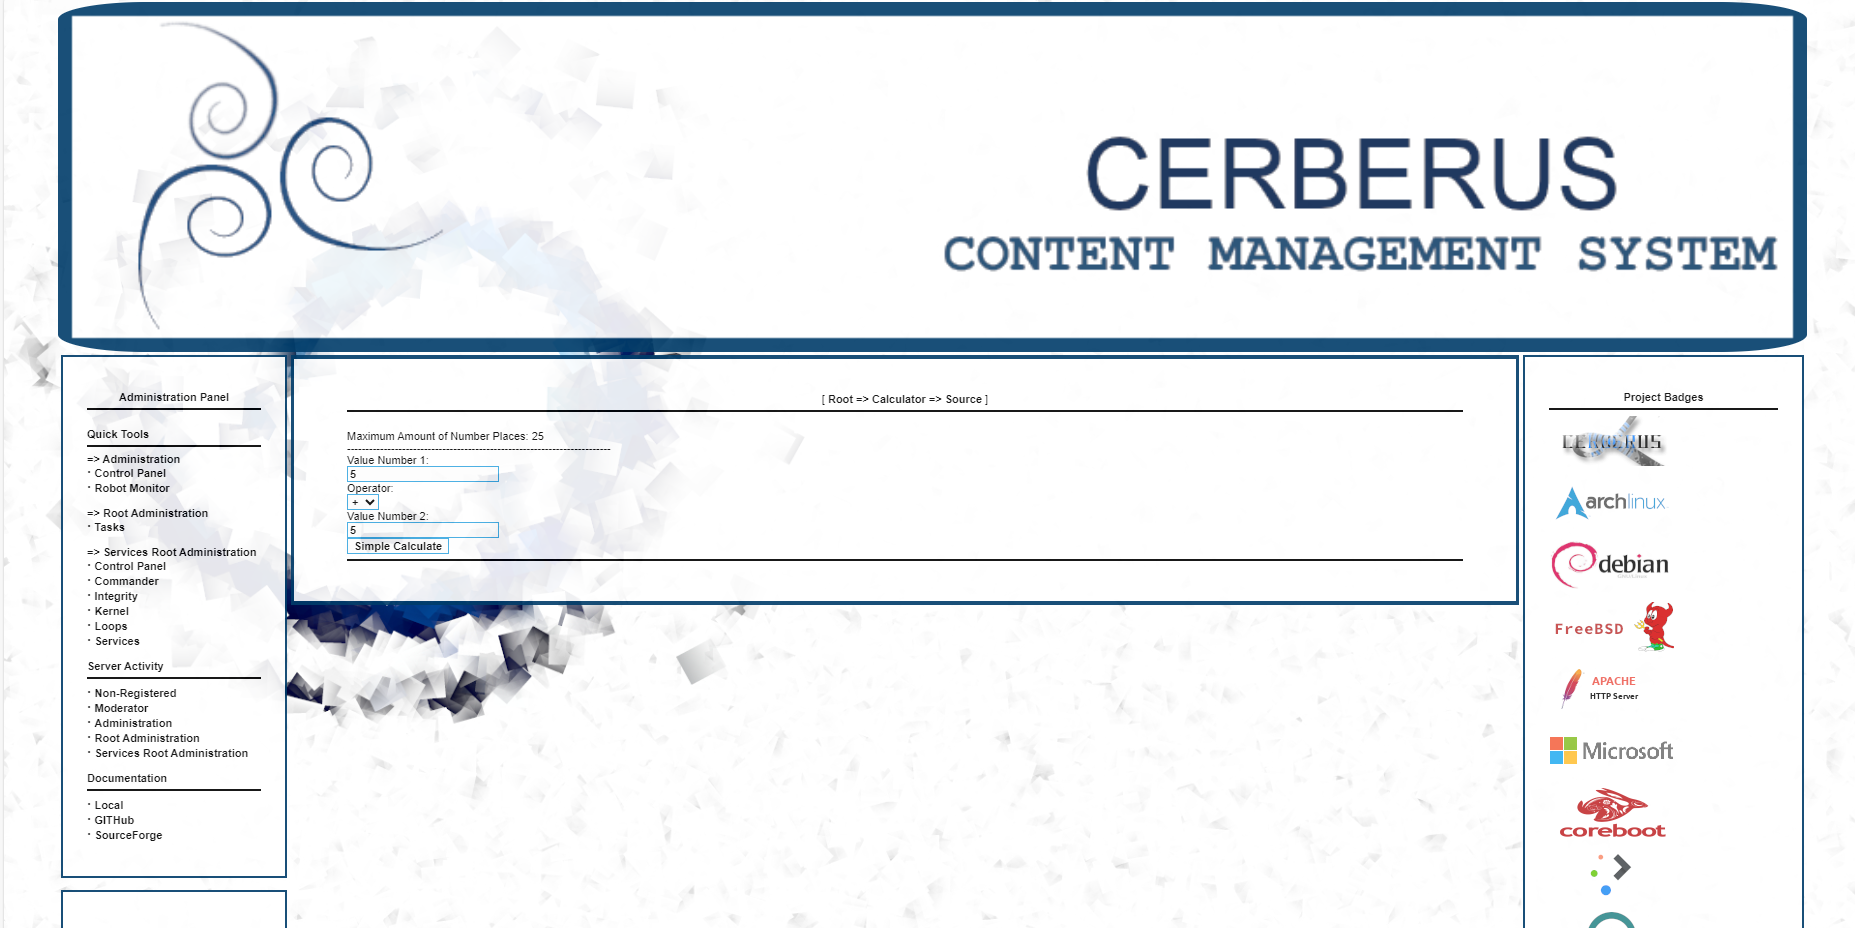 CERBERUS
CONTENT MANAGEMENT SYSTEM
Administration Panel
Quick Tools
=> Administration
· Control Panel
· Robot Monitor
=> Root Administration
· Tasks
=> Services Root Administration
· Control Panel
· Commander
· Integrity
· Kernel
· Loops
· Services
Server Activity
· Non-Registered
· Moderator
· Administration
· Root Administration
· Services Root Administration
Documentation
· Local
· GITHub
· SourceForge
[ Root => Calculator => Source ]
Maximum Amount of Number Places: 25
---------------------------------------------------------------------------
Value Number 1:
5
Operator:
+
Value Number 2:
5
Simple Calculate
Project Badges
CERBERUS
archlinux
debian
FreeBSD
APACHE
HTTP Server
Microsoft
coreboot